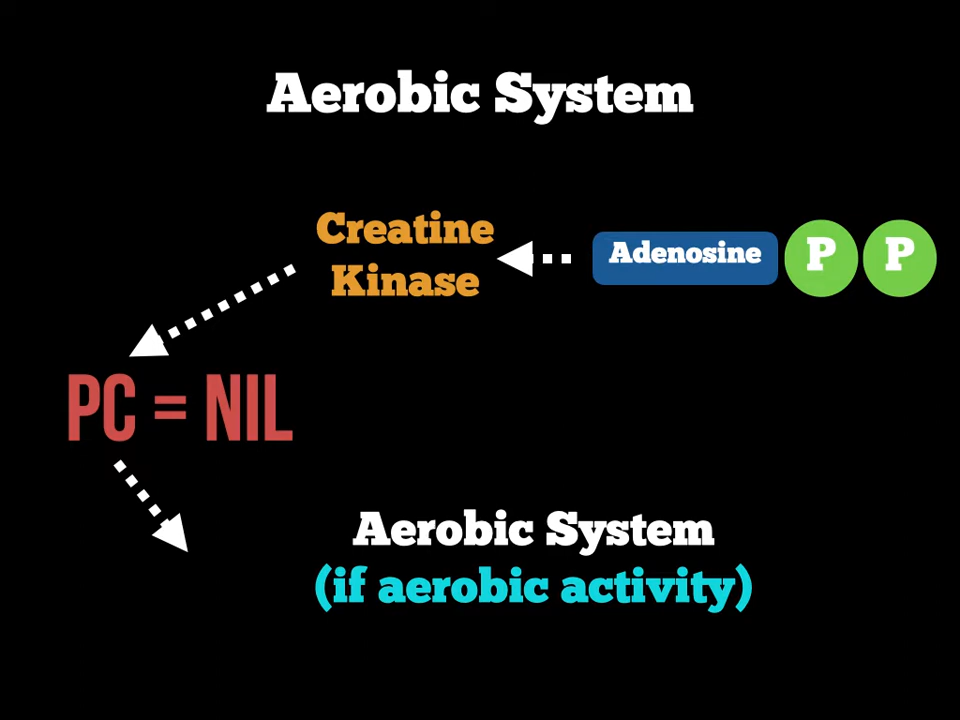 Aerobic System
Creatine
Kinase
Adenosine P P
PC = NIL
Aerobic System
(if aerobic activity)